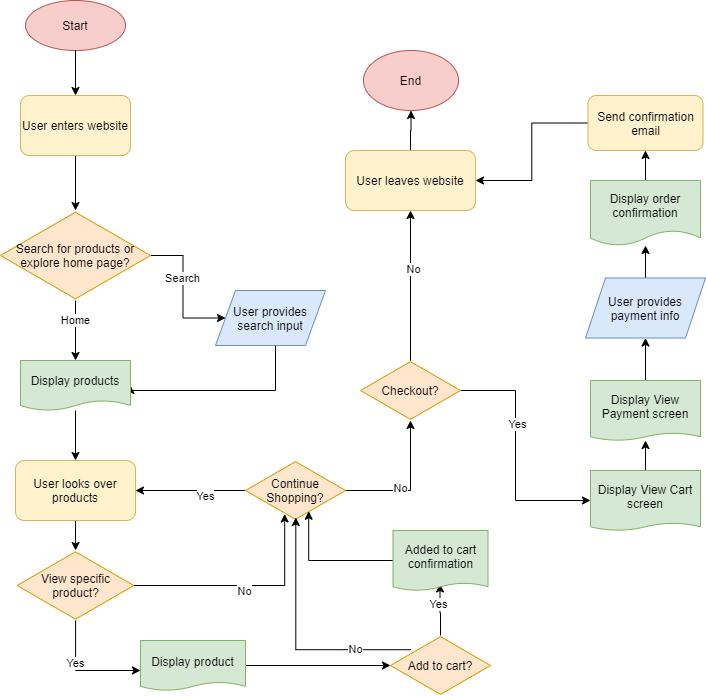 Start
User enters website
Search for products or
explore home page?
Search
User provides
search input
Home
Display products
User looks over
products
View specific
product?
No
Yes
Display product
Add to cart?
No
Yes
Added to cart
confirmation
Continue
Shopping?
Yes
No
Checkout?
No
Yes
User leaves website
End
Display View Cart
screen
Display View
Payment screen
User provides
payment info
Display order
confirmation
Send confirmation
email